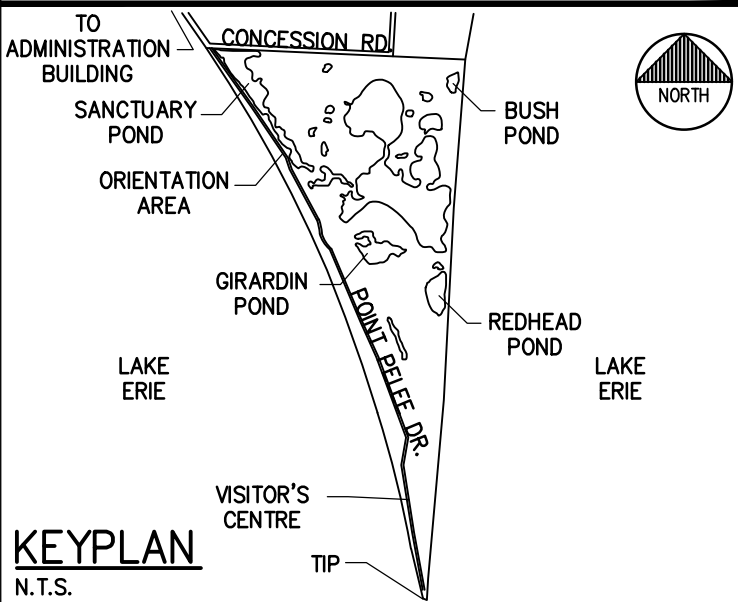 TO
ADMINISTRATION
BUILDING
CONCESSION RD.
NORTH
SANCTUARY
POND
BUSH
POND
ORIENTATION
AREA
GIRARDIN
POND
POINT PELEE DR.
REDHEAD
POND
LAKE
ERIE
LAKE
ERIE
VISITOR'S
CENTRE
TIP
KEYPLAN
N.T.S.